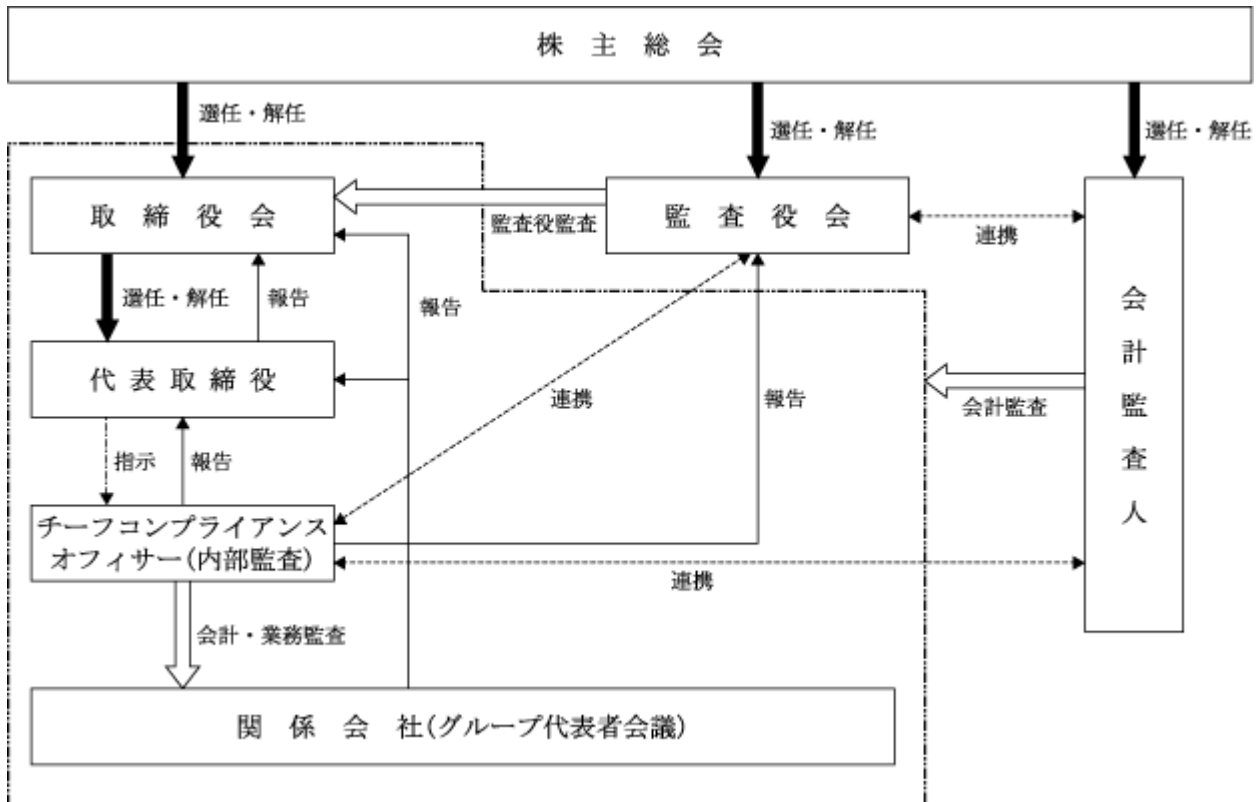 株主総会
選任・解任
選任・解任
選任・解任
取締役会
監査役監査
監査役会
連携
会計監査人
選任・解任
報告
報告
代表取締役
連携
報告
会計監査
指示
報告
チーフコンプライアンス
オフィサー(内部監査)
連携
会計・業務監査
関係会社(グループ代表者会議)